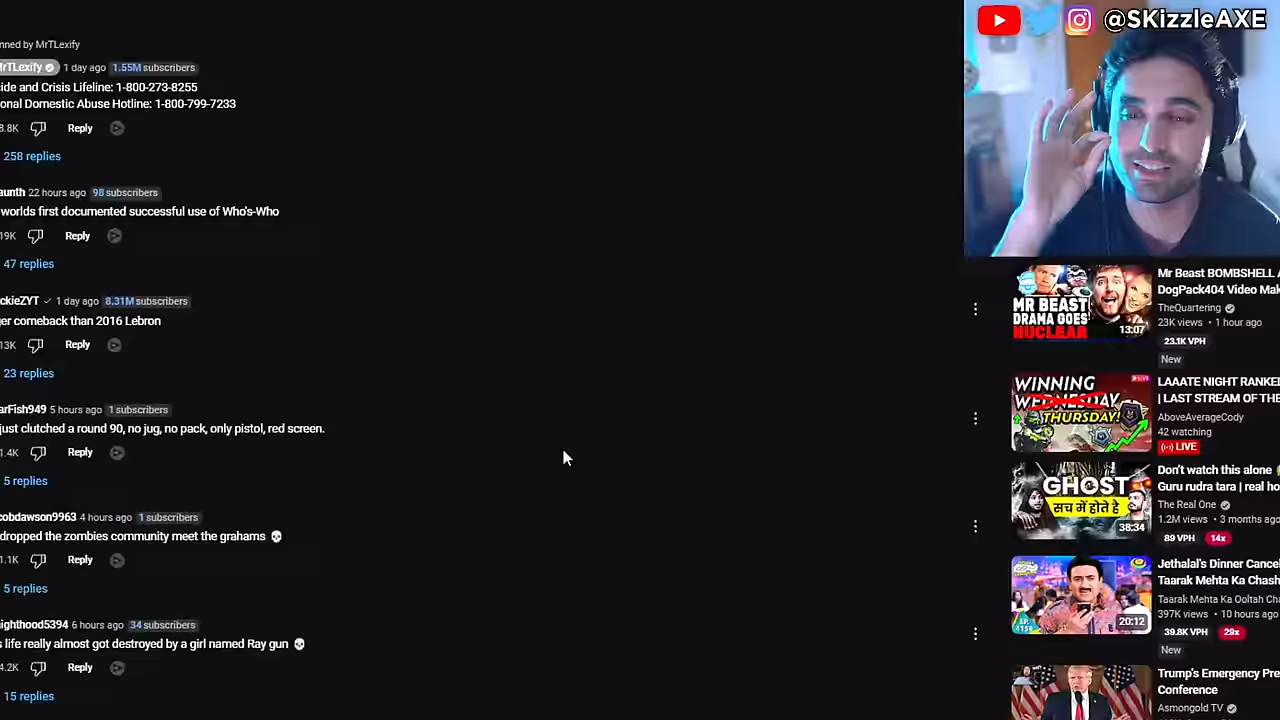 @SKizzleAXE
nned by MrTLexify
MrTLexify 1 day ago 1.55M subscribers
ide and Crisis Lifeline: 1-800-273-8255
onal Domestic Abuse Hotline: 1-800-799-7233
8.8K Reply
258 replies
aunth 22 hours ago 98 subscribers
worlds first documented successful use of Who's-Who
19K Reply
47 replies
ckieZYT 1 day ago 8.31M subscribers
ger comeback than 2016 Lebron
13K Reply
23 replies
arFish949 5 hours ago 1 subscribers
just clutched a round 90, no jug, no pack, only pistol, red screen.
1.4K Reply
5 replies
cobdawson9963 4 hours ago 1 subscribers
dropped the zombies community meet the grahams 💀
1.1K Reply
5 replies
ighthood5394 6 hours ago 34 subscribers
s life really almost got destroyed by a girl named Ray gun 💀
4.2K Reply
15 replies
MR BEAST
DRAMA GOES
NUCLEAR
13:07
Mr Beast BOMBSHELL
DogPack404 Video Mak
TheQuartering
23K views • 1 hour ago
23.1K VPH
New
WINNING
WEDNESDAY
THURSDAY!
LIVE
LAAATE NIGHT RANKED
| LAST STREAM OF THE
AboveAverageCody
42 watching
LIVE
GHOST
सच में होते है
38:34
Don't watch this alone
Guru rudra tara | real ho
The Real One
1.2M views • 3 months ago
89 VPH 14x
EP.
4158
20:12
Jethalal's Dinner Cancel
Taarak Mehta Ka Chash
Taarak Mehta Ka Ooltah Cha
397K views • 10 hours ago
39.8K VPH 29x
New
Trump's Emergency Pre
Conference
Asmongold TV